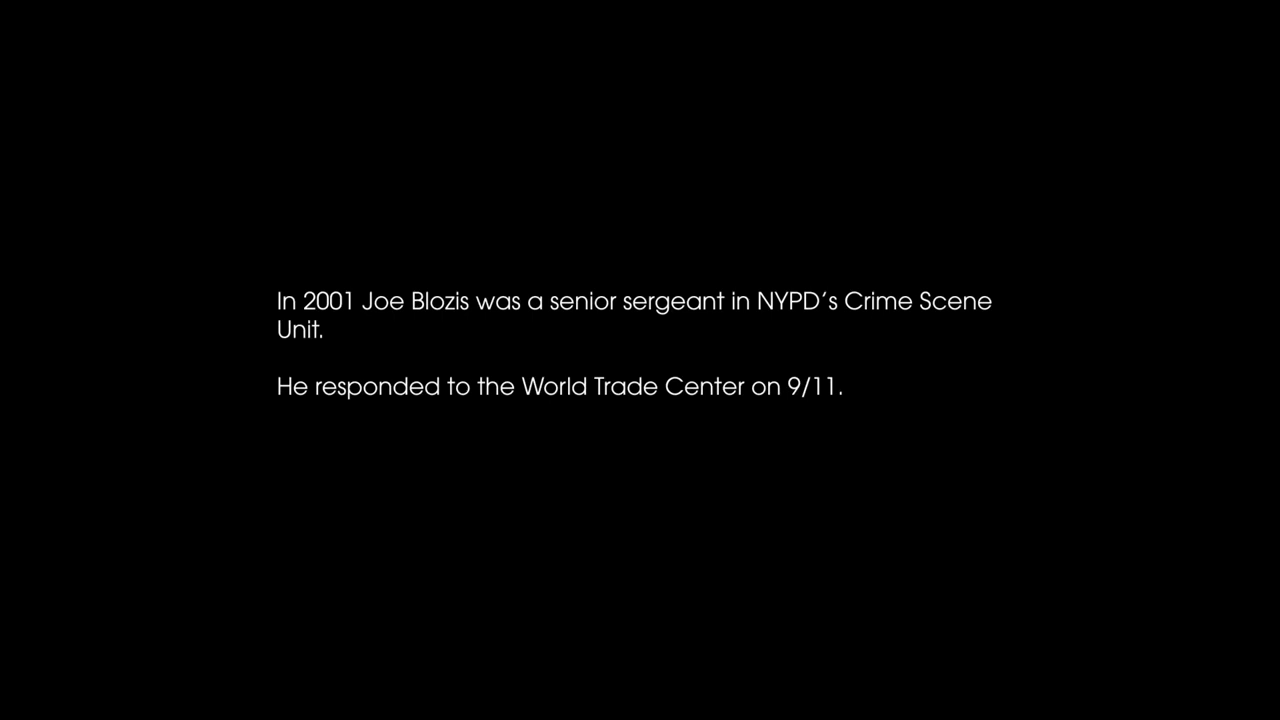 In 2001 Joe Blozis was a senior sergeant in NYPD's Crime Scene
Unit.
He responded to the World Trade Center on 9/11.